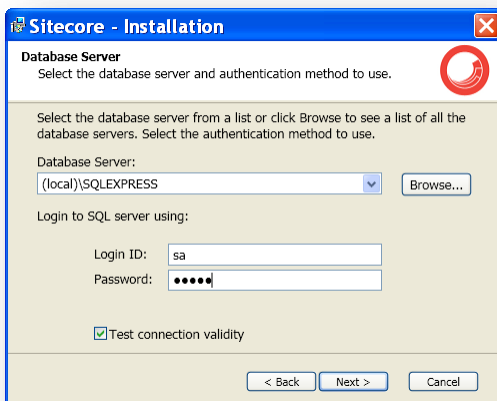 Sitecore - Installation
Database Server
Select the database server and authentication method to use.
Select the database server from a list or click Browse to see a list of all the
database servers. Select the authentication method to use.
Database Server:
(local)\SQLEXPRESS
Browse...
Login to SQL server using:
Login ID: sa
Password: ●●●●●
Test connection validity
< Back Next > Cancel